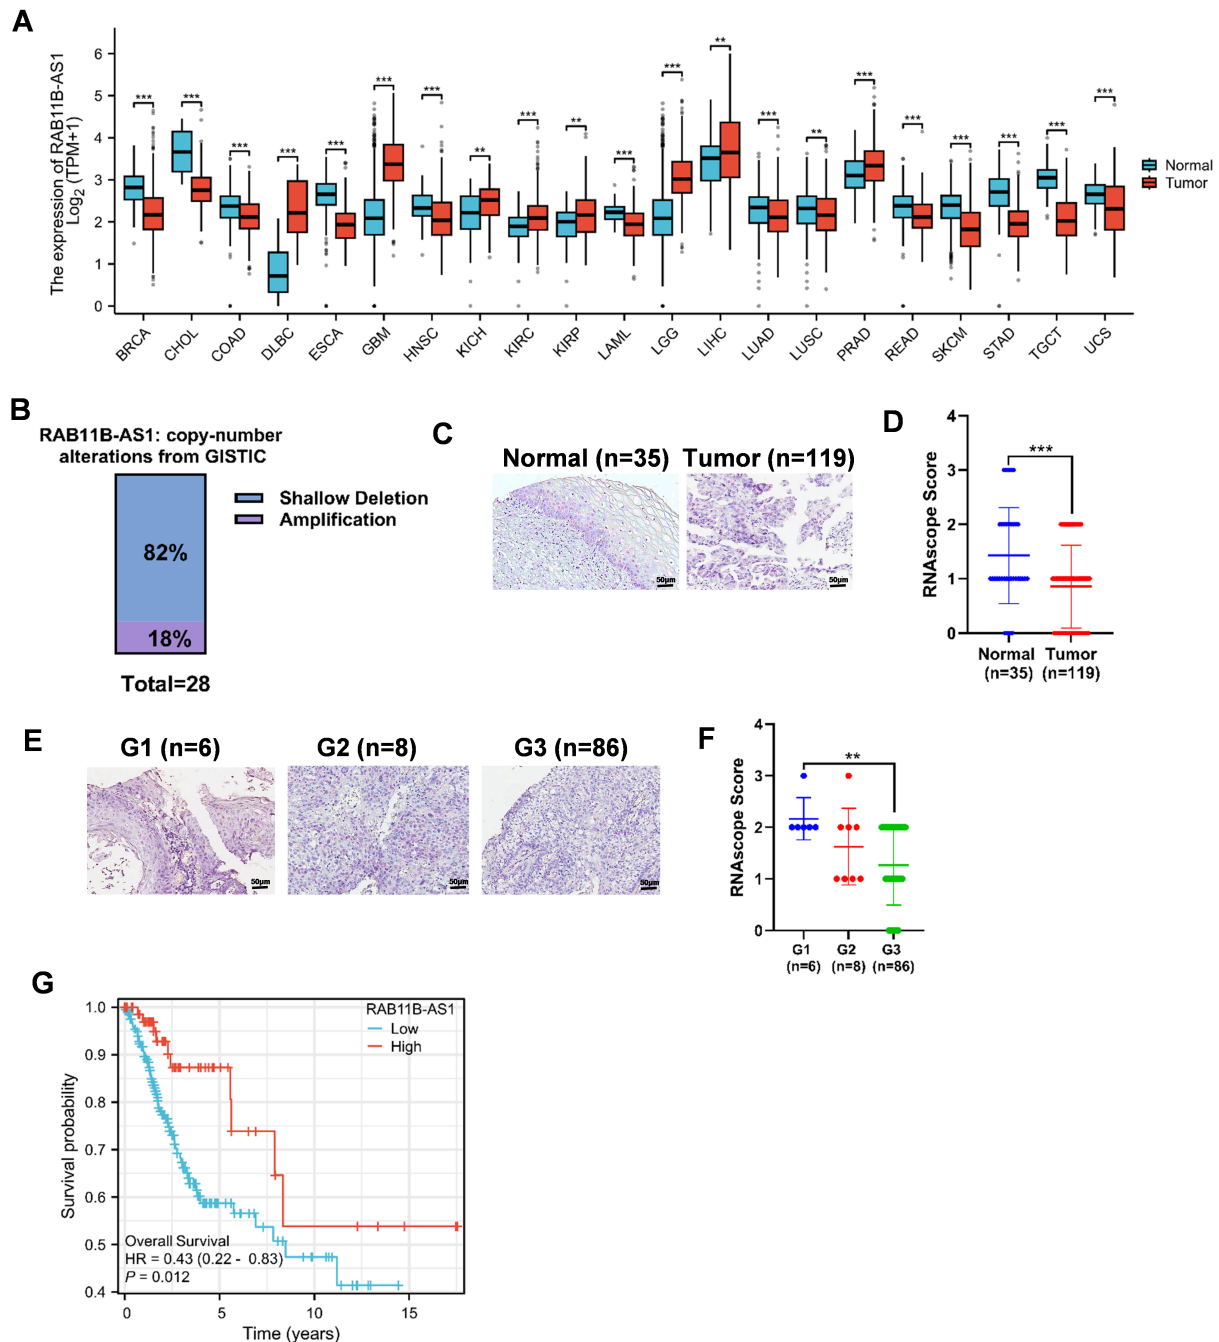 A
The expression of RAB11B-AS1
Log2 (TPM+1)
6
5
4
3
2
1
0
*** *** *** *** *** *** *** ** *** ** *** *** ** *** ** *** *** *** *** *** ***
BRCA CHOL COAD DLBC ESCA GBM HNSC KICH KIRC KIRP LAML LGG LIHC LUAD LUSC PRAD READ SKCM STAD TGCT UCS
Normal
Tumor
B
RAB11B-AS1: copy-number
alterations from GISTIC
82%
18%
Total=28
Shallow Deletion
Amplification
C
Normal (n=35) Tumor (n=119)
50μm 50μm
D
RNAscope Score
4
3
2
1
0
***
Normal Tumor
(n=35) (n=119)
E
G1 (n=6) G2 (n=8) G3 (n=86)
50μm 50μm 50μm
F
RNAscope Score
4
3
2
1
0
**
G1 G2 G3
(n=6) (n=8) (n=86)
G
Survival probability
1.0
0.9
0.8
0.7
0.6
0.5
0.4
RAB11B-AS1
Low
High
Overall Survival
HR = 0.43 (0.22 - 0.83)
P = 0.012
0 5 10 15
Time (years)